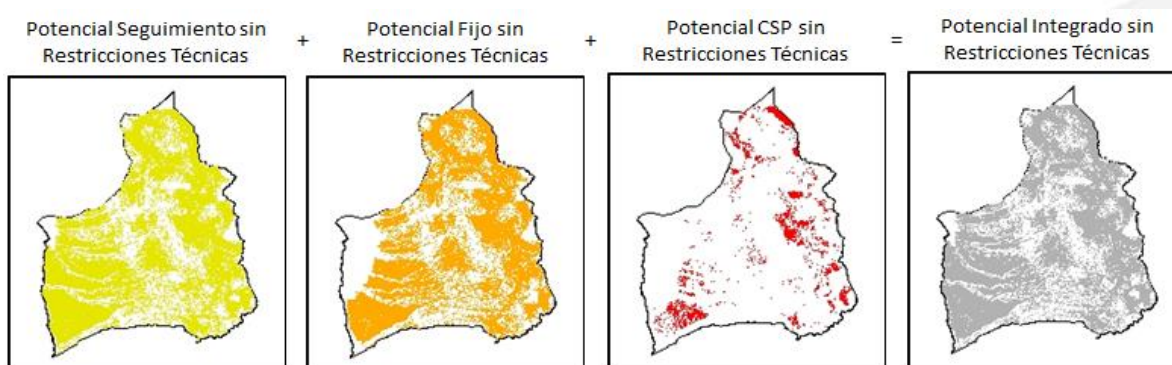 Potencial Seguimiento sin
Restricciones Técnicas
+
Potencial Fijo sin
Restricciones Técnicas
+
Potencial CSP sin
Restricciones Técnicas
=
Potencial Integrado sin
Restricciones Técnicas